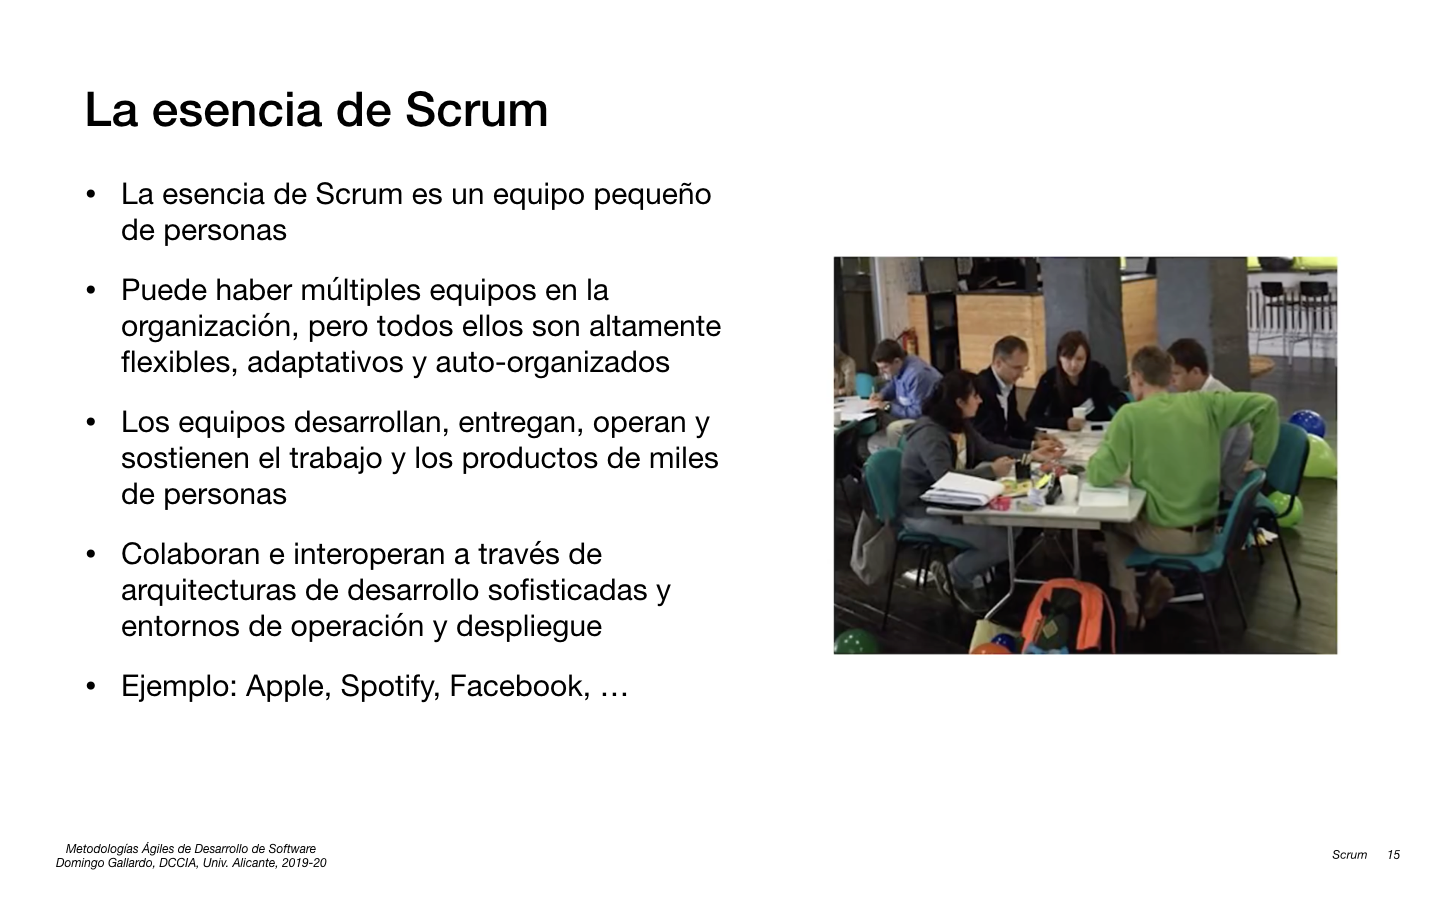 La esencia de Scrum
• La esencia de Scrum es un equipo pequeño
de personas
• Puede haber múltiples equipos en la
organización, pero todos ellos son altamente
flexibles, adaptativos y auto-organizados
• Los equipos desarrollan, entregan, operan y
sostienen el trabajo y los productos de miles
de personas
• Colaboran e interoperan a través de
arquitecturas de desarrollo sofisticadas y
entornos de operación y despliegue
• Ejemplo: Apple, Spotify, Facebook, …
Metodologías Ágiles de Desarrollo de Software
Domingo Gallardo, DCCIA, Univ. Alicante, 2019-20
Scrum 15